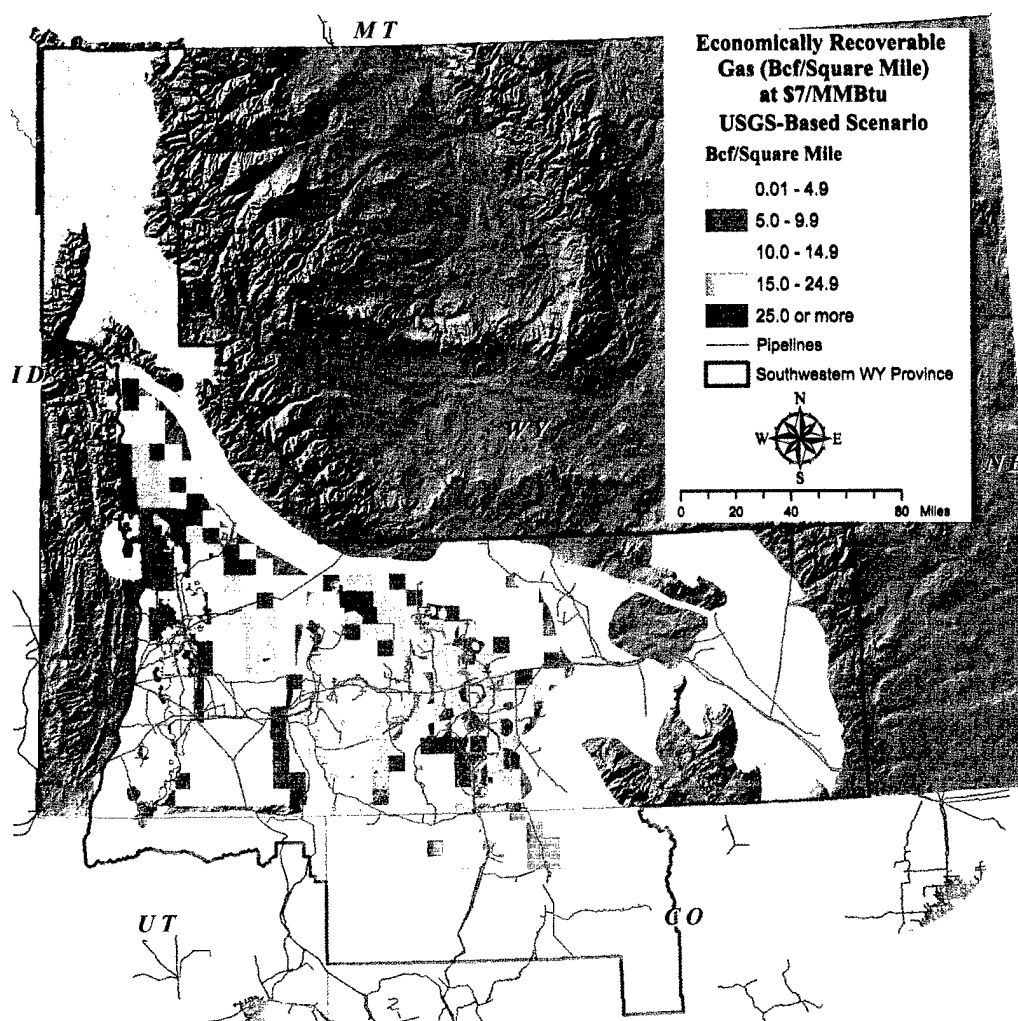 MT
Economically Recoverable
Gas (Bcf/Square Mile)
at $7/MMBtu
USGS-Based Scenario
Bcf/Square Mile
0.01 - 4.9
5.0 - 9.9
10.0 - 14.9
15.0 - 24.9
25.0 or more
Pipelines
Southwestern WY Province
N
W E
S
0 20 40 80 Miles
ID
WY
UT
CO